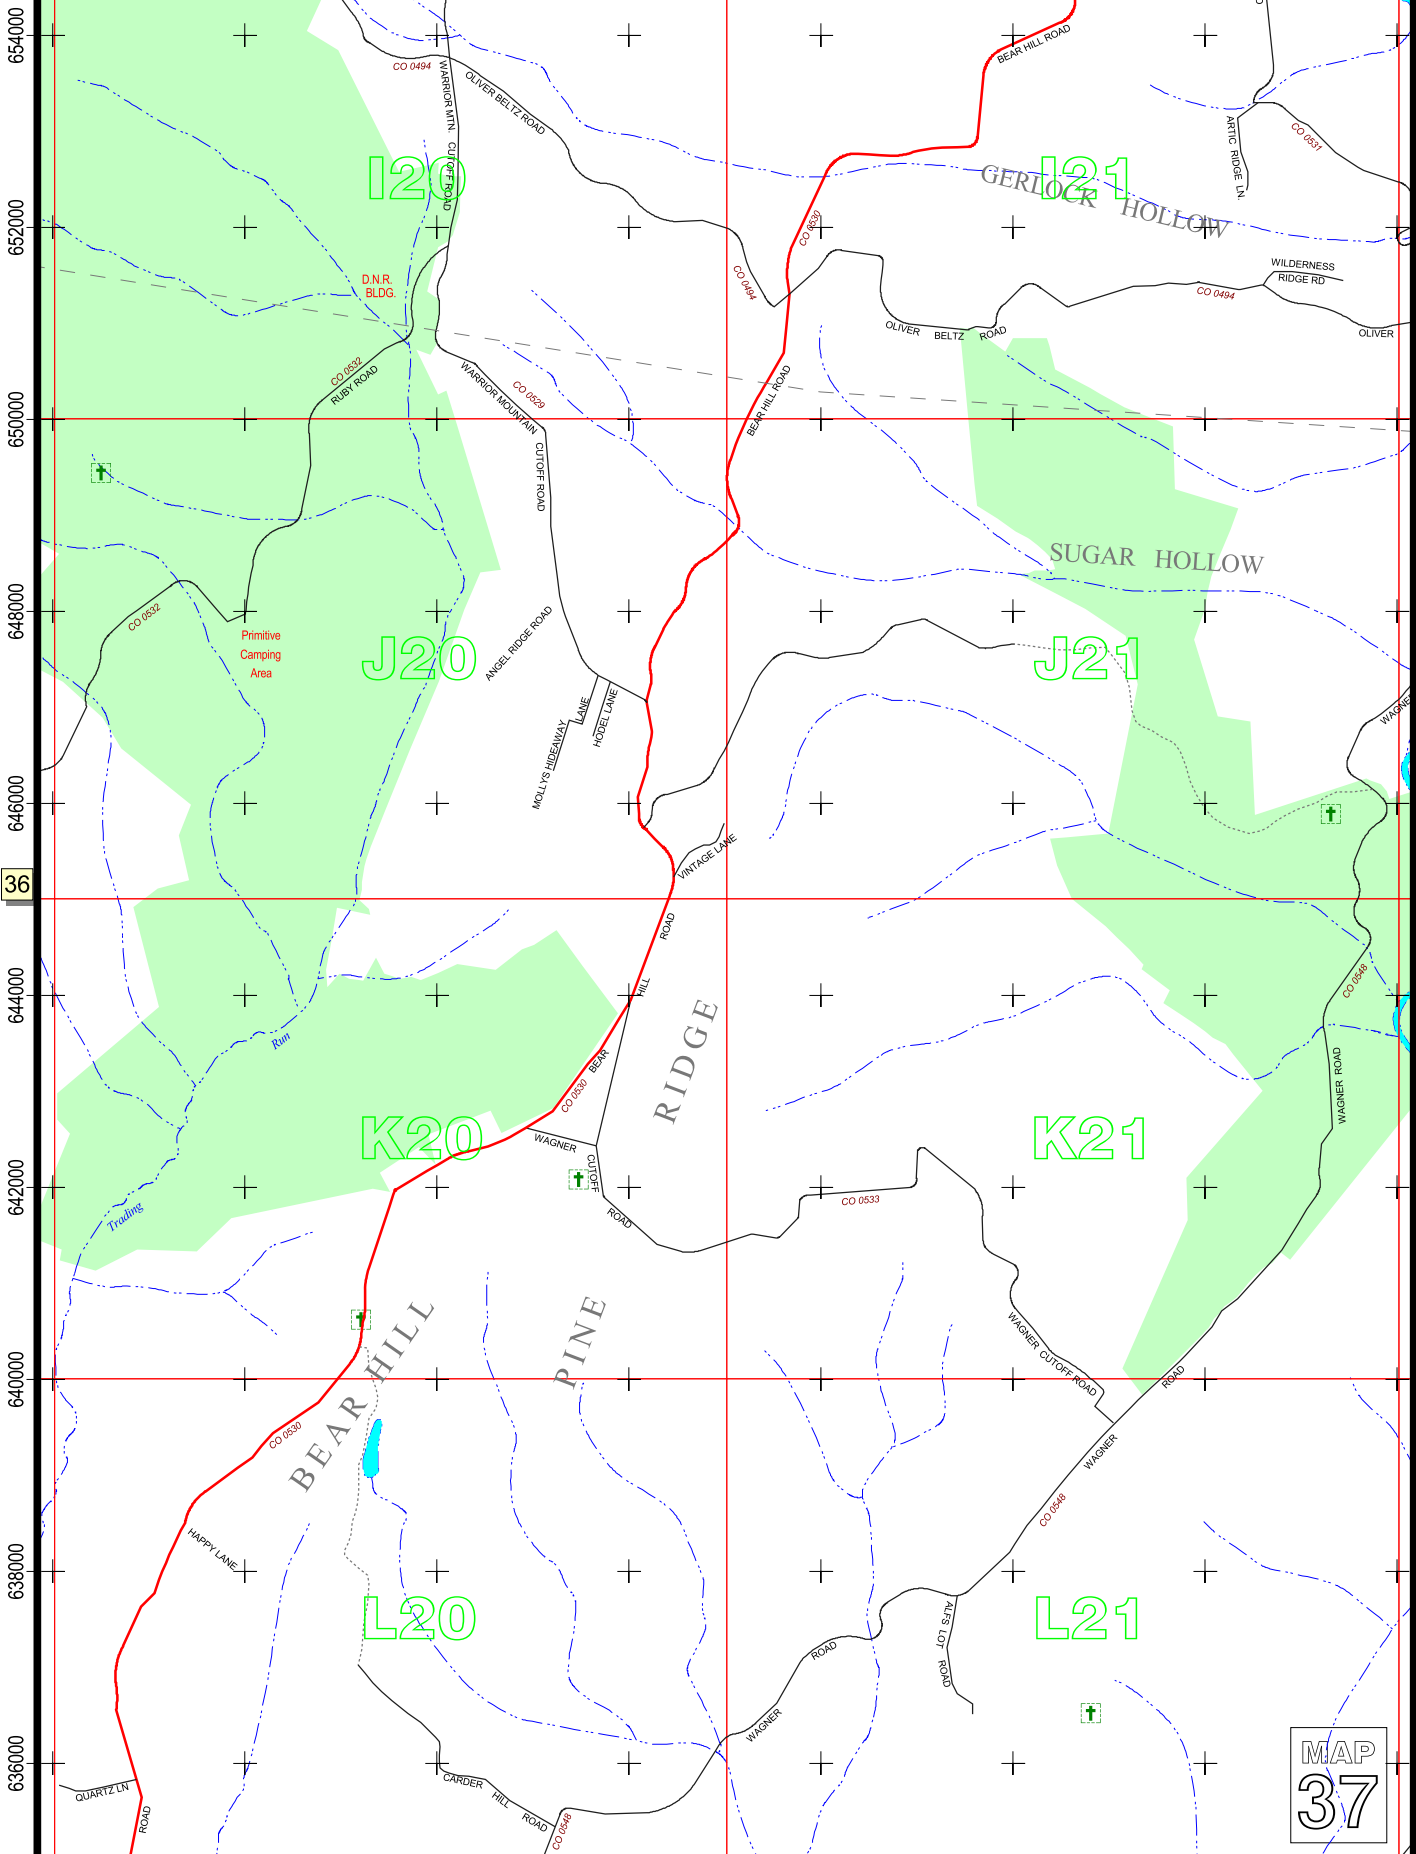 654000
BEAR HILL ROAD
CO 0494
WARRIOR MTN. CUTOFF ROAD
OLIVER BELTZ ROAD
ARTIC RIDGE LN.
CO 0531
I20
I21
GERLOCK HOLLOW
652000
CO 0530
D.N.R.
BLDG.
CO 0494
WILDERNESS
RIDGE RD
CO 0494
OLIVER BELTZ ROAD
OLIVER
CO 0532
RUBY ROAD
WARRIOR MOUNTAIN
CO 0529
CUTOFF ROAD
BEAR HILL ROAD
650000
SUGAR HOLLOW
648000
CO 0532
Primitive
Camping
Area
J20
J21
ANGEL RIDGE ROAD
MOLLYS HIDEAWAY LANE
HODEL LANE
WAGNE
646000
VINTAGE LANE
36
ROAD
HILL
BEAR
CO 0548
644000
RIDGE
Run
CO 0530
WAGNER ROAD
K20
K21
WAGNER
CUTOFF
ROAD
642000
CO 0533
Trading
BEAR HILL
PINE
WAGNER CUTOFF ROAD
640000
ROAD
WAGNER
CO 0530
CO 0548
HAPPY LANE
638000
L20
L21
ALFS LOT ROAD
ROAD
WAGNER
636000
QUARTZ LN
ROAD
CARDER
HILL
ROAD
CO 0548
MAP
37